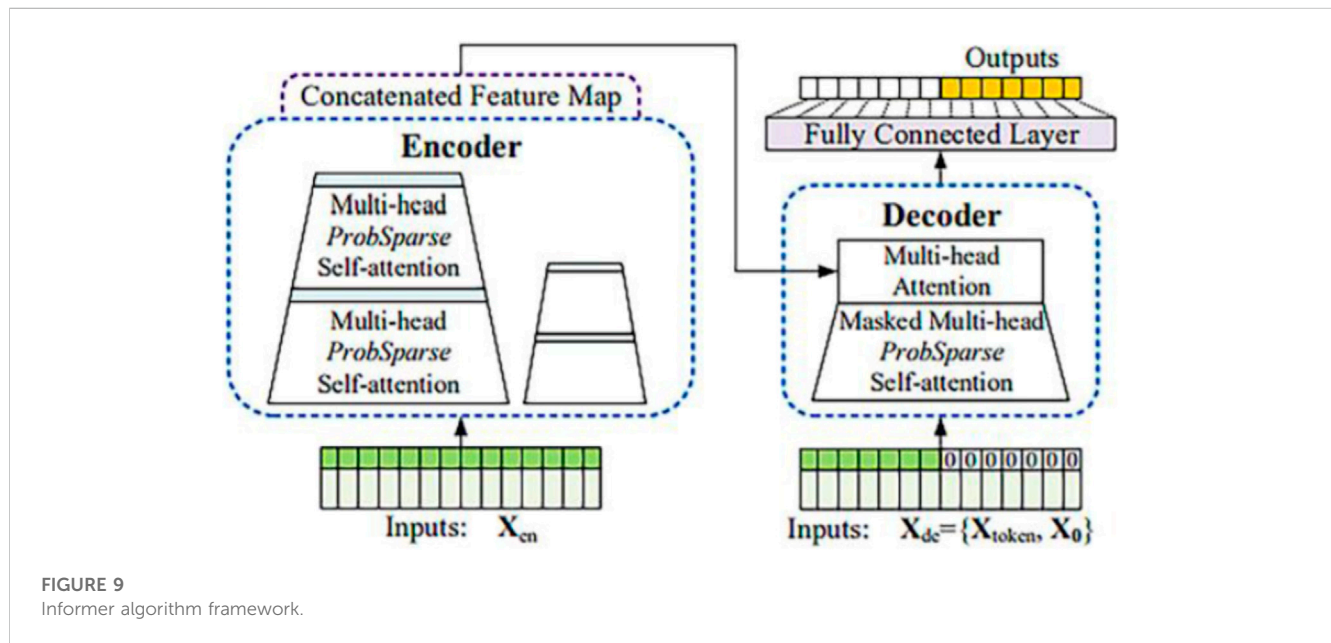 Outputs
Concatenated Feature Map
Fully Connected Layer
Encoder
Multi-head
ProbSparse
Self-attention
Multi-head
ProbSparse
Self-attention
Decoder
Multi-head
Attention
Masked Multi-head
ProbSparse
Self-attention
0 0 0 0 0 0 0
Inputs: Xen
Inputs: Xde={Xtoken, X0}
FIGURE 9
Informer algorithm framework.